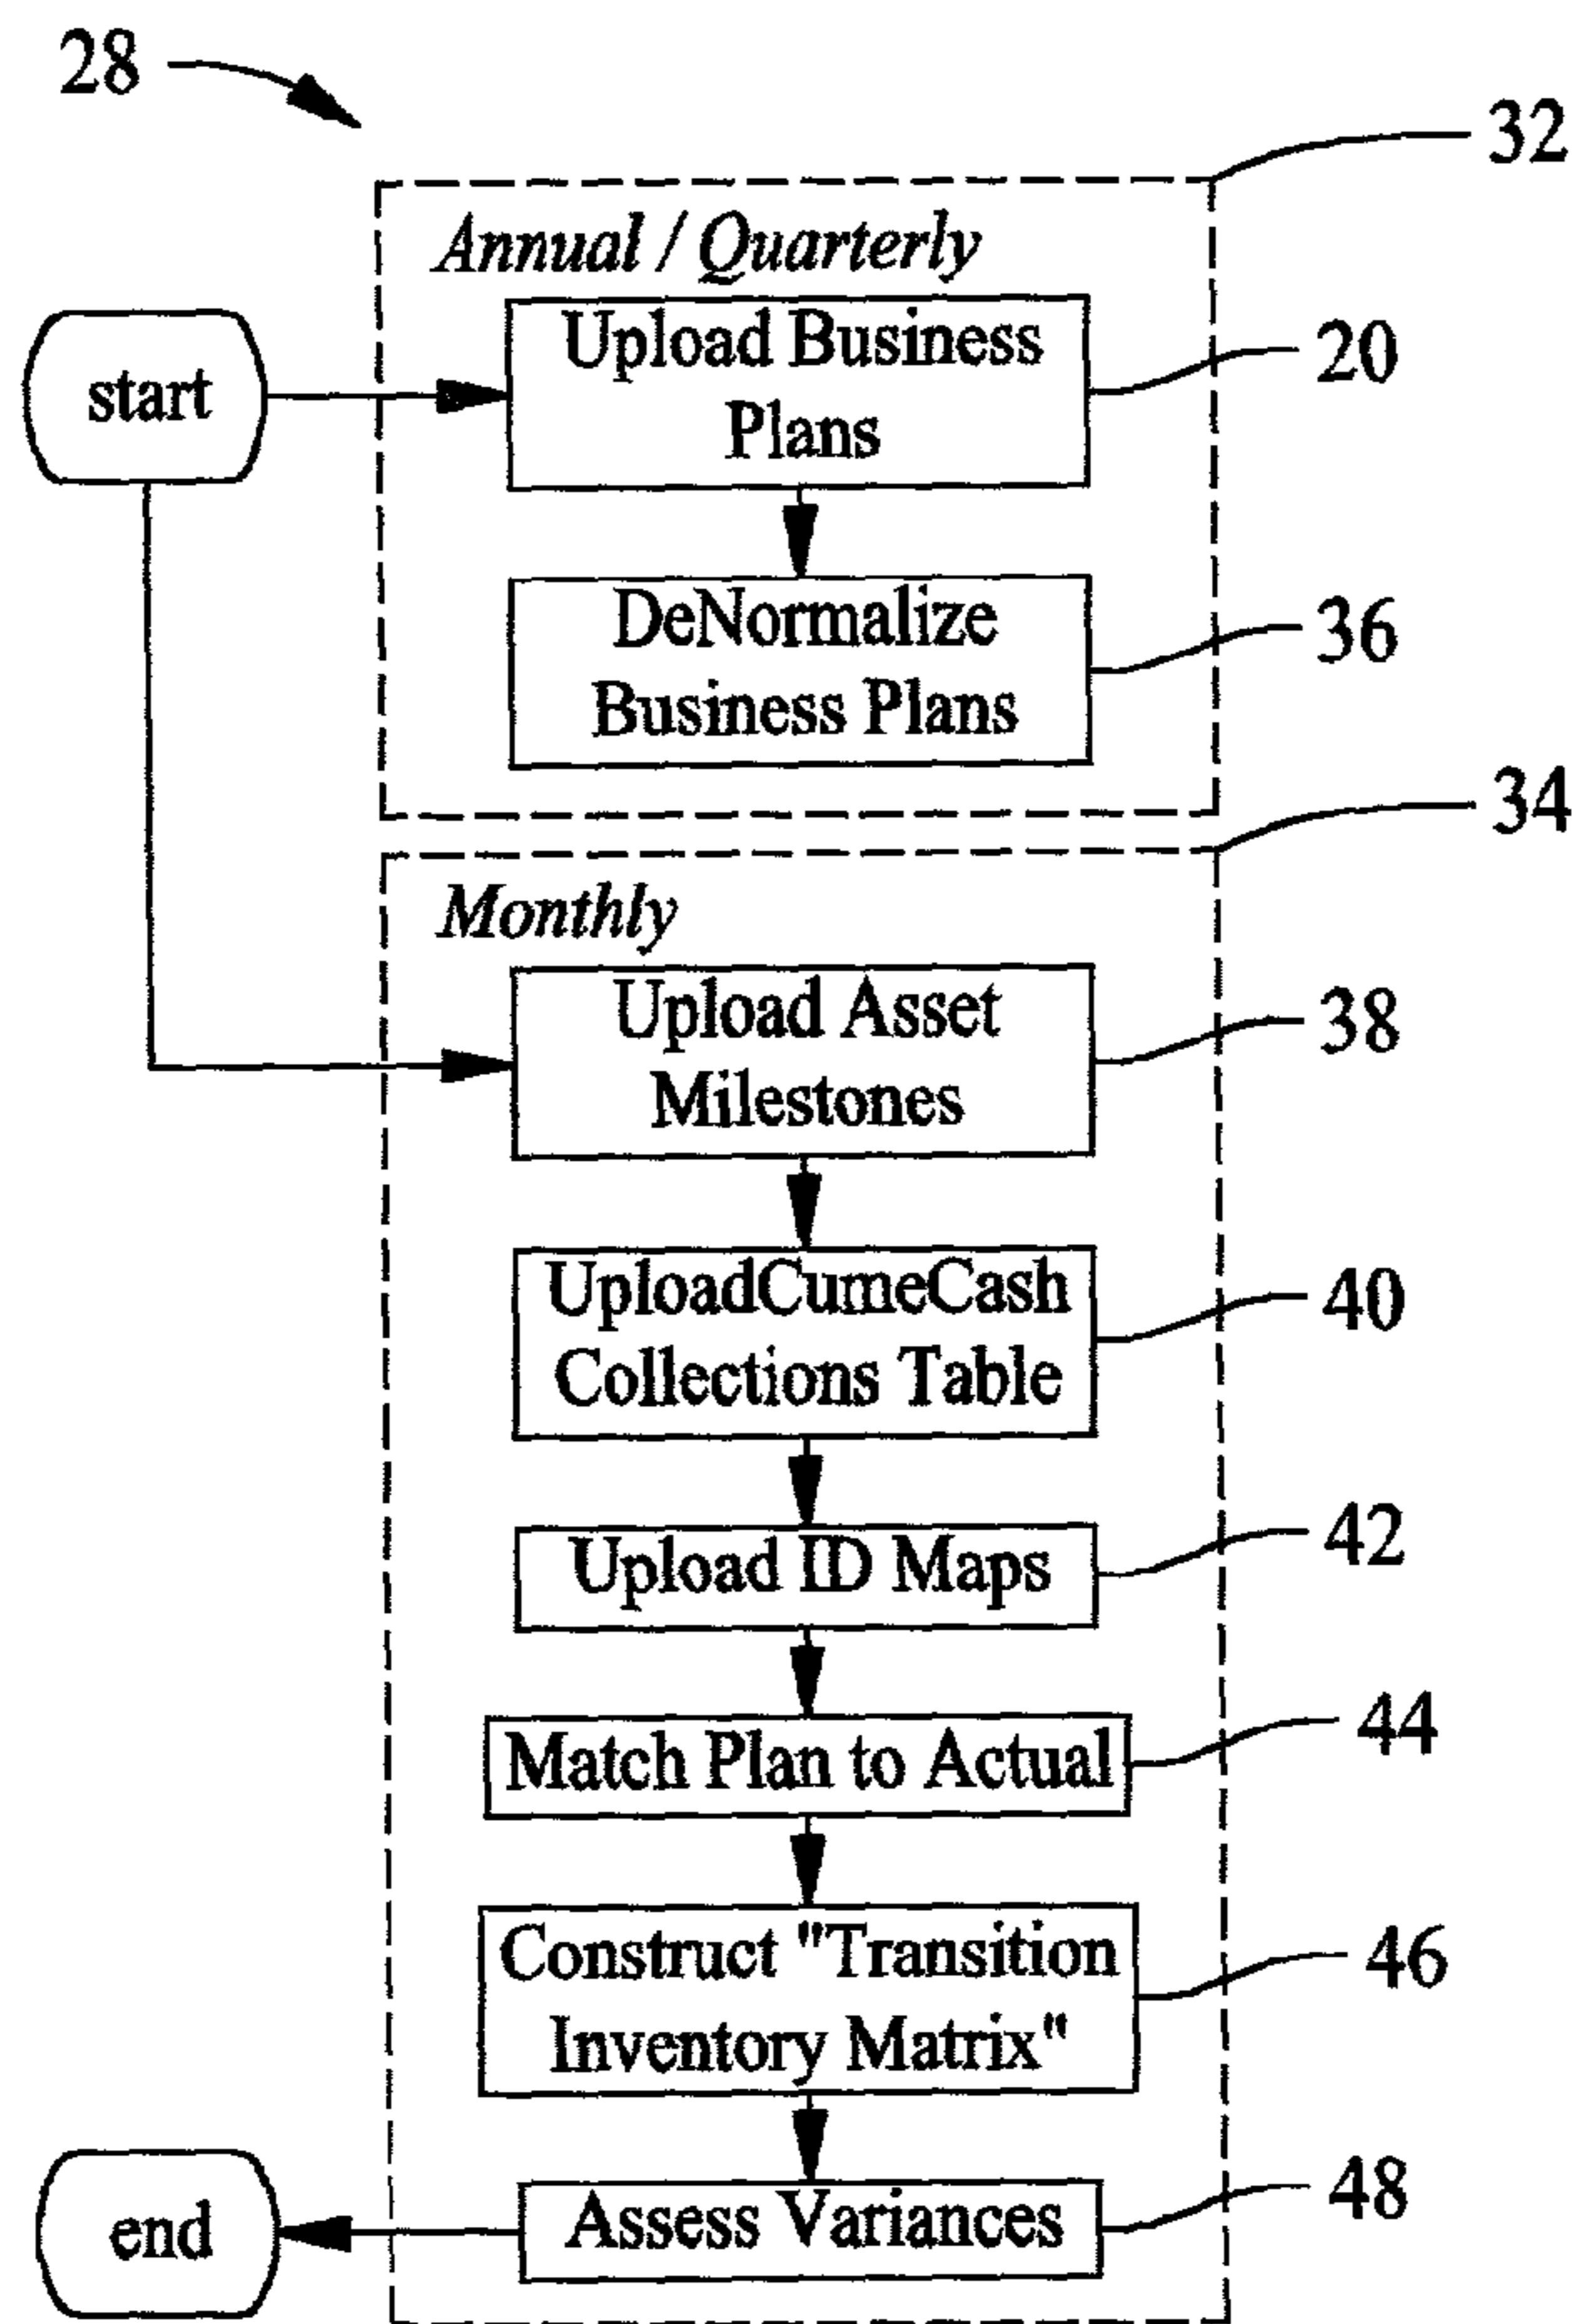 28
32
Annual / Quarterly
start
Upload Business
Plans
20
DeNormalize
Business Plans
36
34
Monthly
Upload Asset
Milestones
38
UploadCumeCash
Collections Table
40
Upload ID Maps
42
Match Plan to Actual
44
Construct "Transition
Inventory Matrix"
46
Assess Variances
48
end